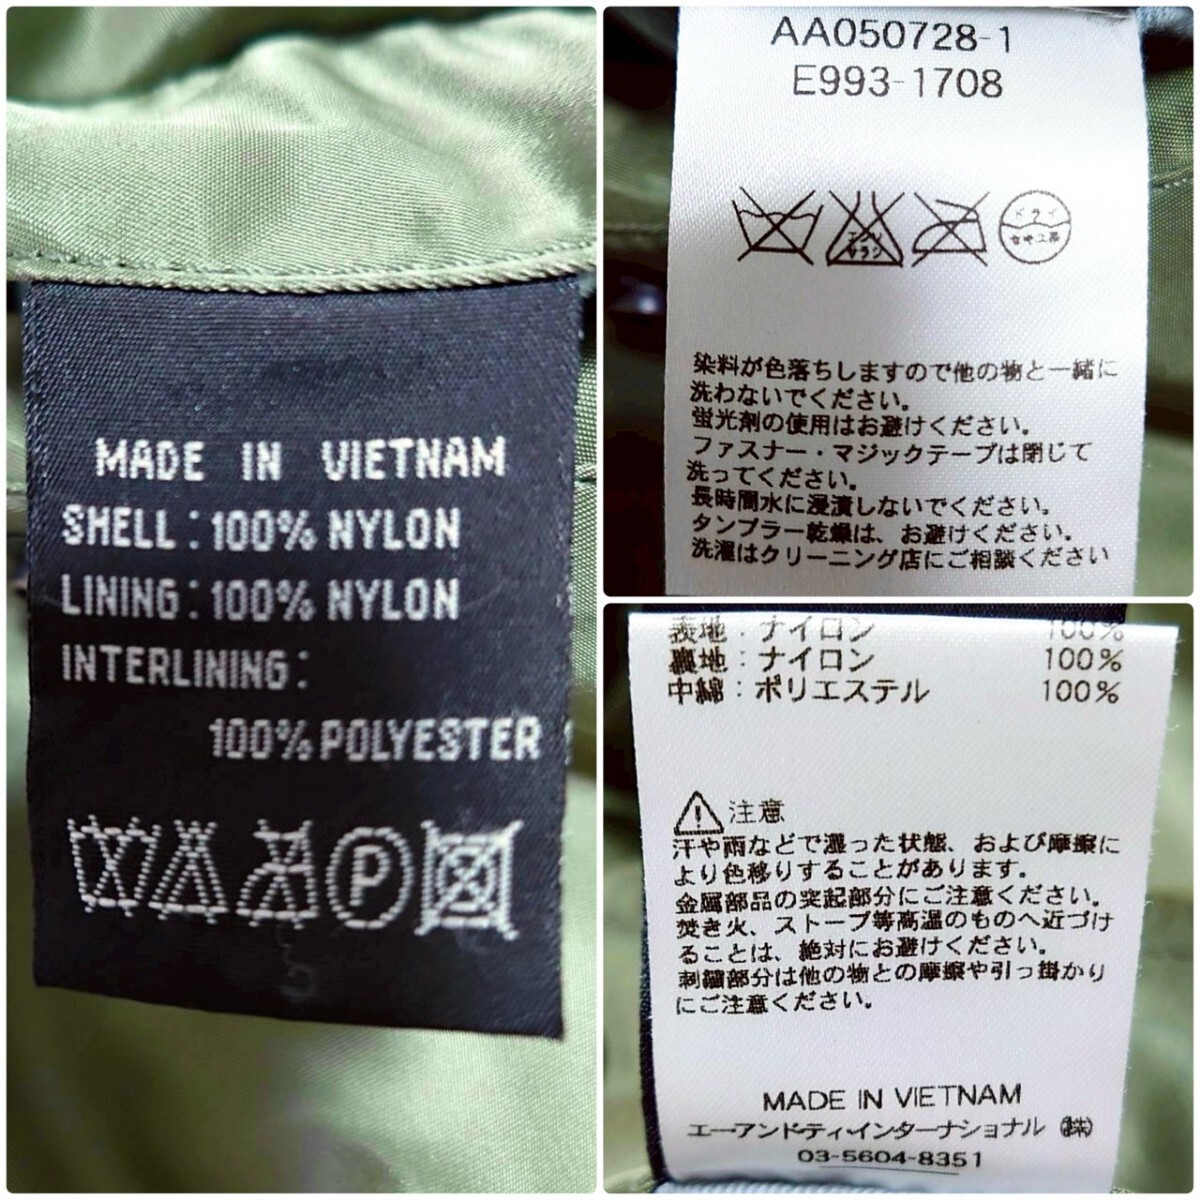 MADE IN VIETNAM
SHELL : 100% NYLON
LINING : 100% NYLON
INTERLINING :
100% POLYESTER
P
AA050728-1
E993-1708
エンソ
サラシ
ドライ
セキユ系
染料が色落ちしますので他の物と一緒に
洗わないでください。
蛍光剤の使用はお避けください。
ファスナー・マジックテープは閉じて
洗ってください。
長時間水に浸漬しないでください。
タンブラー乾燥は、お避けください。
洗濯はクリーニング店にご相談ください
表地：ナイロン 100%
裏地：ナイロン 100%
中綿：ポリエステル 100%
注意
汗や雨などで湿った状態、および摩擦に
より色移りすることがあります。
金属部品の突起部分にご注意ください。
焚き火、ストーブ等高温のものへ近づけ
ることは、絶対にお避けください。
刺繍部分は他の物との摩擦や引っ掛かり
にご注意ください。
MADE IN VIETNAM
エーアンドティインターナショナル㈱
03-5604-8351